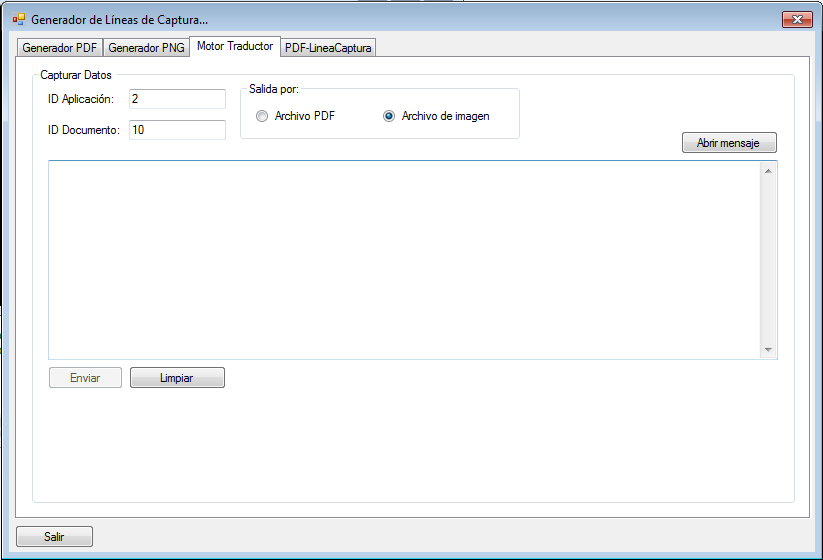 Generador de Líneas de Captura...
Generador PDF Generador PNG Motor Traductor PDF-LineaCaptura
Capturar Datos
ID Aplicación: 2
Salida por:
Archivo PDF Archivo de imagen
ID Documento: 10
Abrir mensaje
Enviar Limpiar
Salir